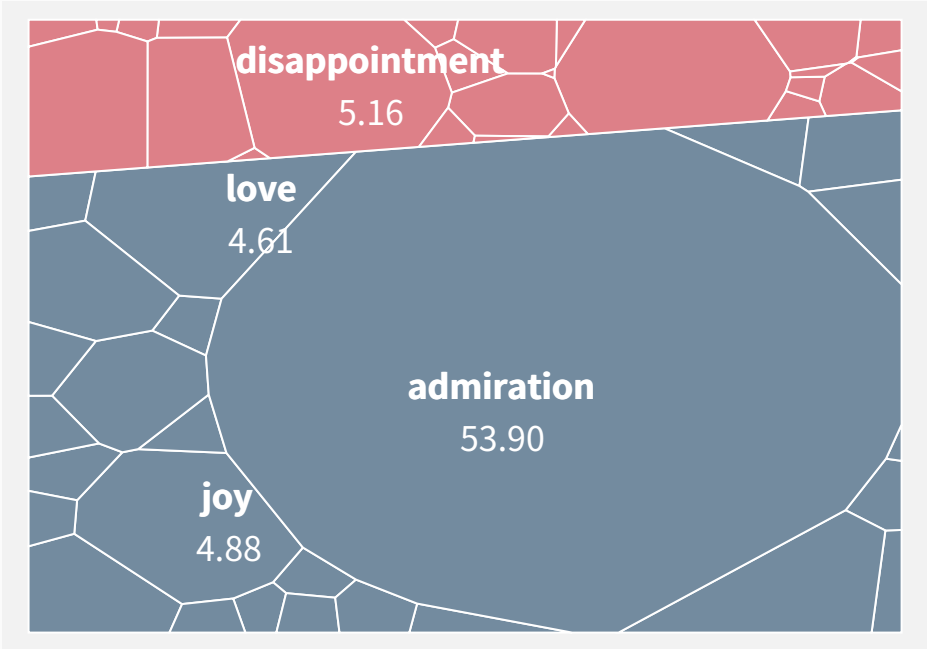 disappointment
5.16
love
4.61
admiration
53.90
joy
4.88